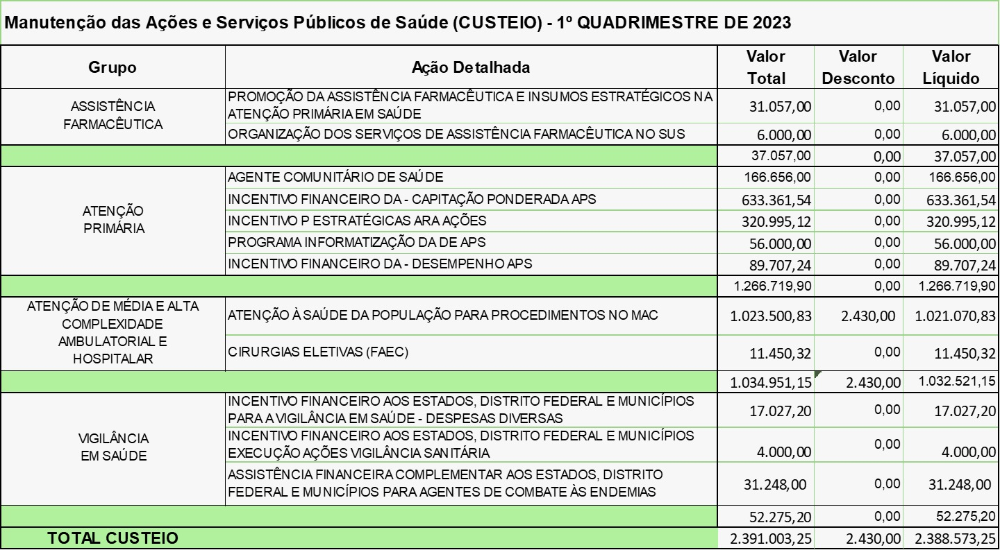 Manutenção das Ações e Serviços Públicos de Saúde (CUSTEIO) - 1º QUADRIMESTRE DE 2023
Grupo Ação Detalhada Valor Total Valor Desconto Valor Líquido
ASSISTÊNCIA
FARMACÊUTICA
PROMOÇÃO DA ASSISTÊNCIA FARMACÊUTICA E INSUMOS ESTRATÉGICOS NA
ATENÇÃO PRIMÁRIA EM SAÚDE
31.057,00 0,00 31.057,00
ORGANIZAÇÃO DOS SERVIÇOS DE ASSISTÊNCIA FARMACÊUTICA NO SUS 6.000,00 0,00 6.000,00
37.057,00 0,00 37.057,00
ATENÇÃO
PRIMÁRIA
AGENTE COMUNITÁRIO DE SAÚDE 166.656,00 0,00 166.656,00
INCENTIVO FINANCEIRO DA - CAPITAÇÃO PONDERADA APS 633.361,54 0,00 633.361,54
INCENTIVO P ESTRATÉGICAS ARA AÇÕES 320.995,12 0,00 320.995,12
PROGRAMA INFORMATIZAÇÃO DA DE APS 56.000,00 0,00 56.000,00
INCENTIVO FINANCEIRO DA - DESEMPENHO APS 89.707,24 0,00 89.707,24
1.266.719,90 0,00 1.266.719,90
ATENÇÃO DE MÉDIA E ALTA
COMPLEXIDADE
AMBULATORIAL E
HOSPITALAR
ATENÇÃO À SAÚDE DA POPULAÇÃO PARA PROCEDIMENTOS NO MAC 1.023.500,83 2.430,00 1.021.070,83
CIRURGIAS ELETIVAS (FAEC) 11.450,32 0,00 11.450,32
1.034.951,15 2.430,00 1.032.521,15
VIGILÂNCIA
EM SAÚDE
INCENTIVO FINANCEIRO AOS ESTADOS, DISTRITO FEDERAL E MUNICÍPIOS
PARA A VIGILÂNCIA EM SAÚDE - DESPESAS DIVERSAS
17.027,20 0,00 17.027,20
INCENTIVO FINANCEIRO AOS ESTADOS, DISTRITO FEDERAL E MUNICÍPIOS
EXECUÇÃO AÇÕES VIGILÂNCIA SANITÁRIA
4.000,00 0,00 4.000,00
ASSISTÊNCIA FINANCEIRA COMPLEMENTAR AOS ESTADOS, DISTRITO
FEDERAL E MUNICÍPIOS PARA AGENTES DE COMBATE ÀS ENDEMIAS
31.248,00 0,00 31.248,00
52.275,20 0,00 52.275,20
TOTAL CUSTEIO 2.391.003,25 2.430,00 2.388.573,25